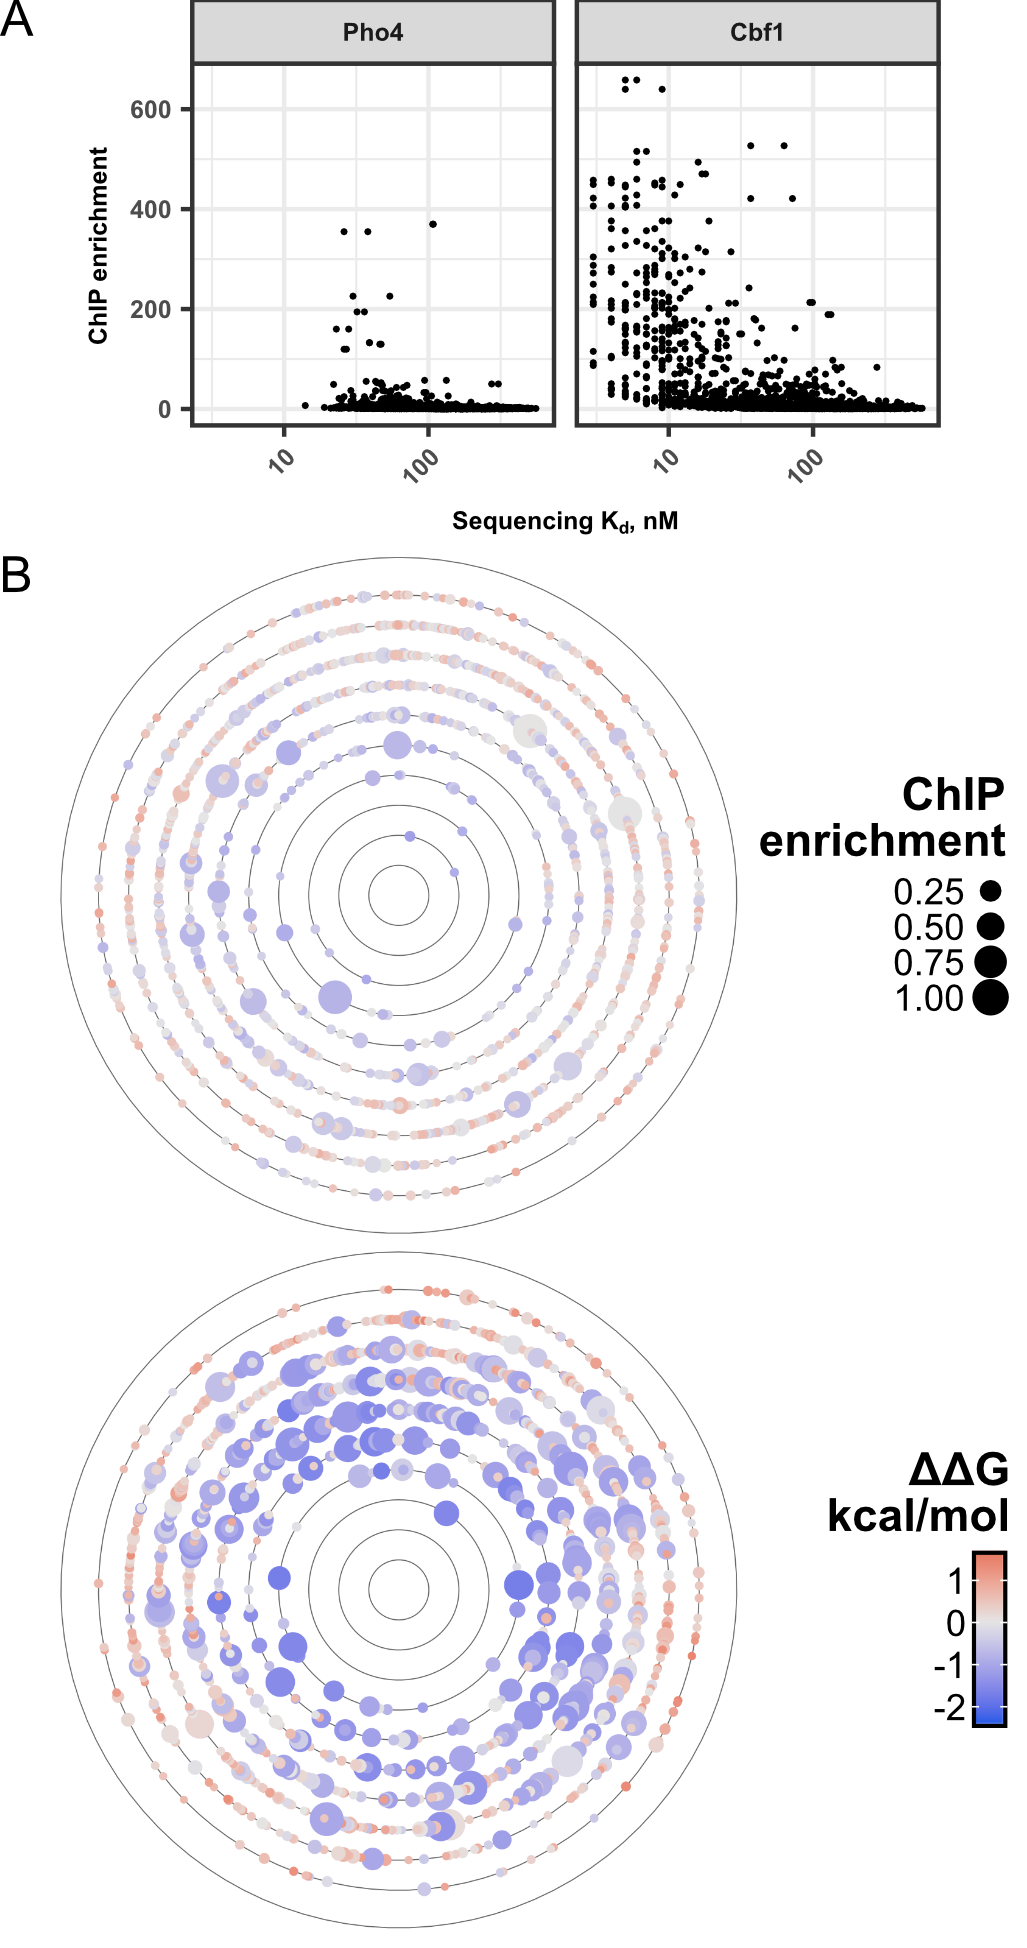 A
Pho4
Cbf1
ChIP enrichment
600
400
200
0
10
100
10
100
Sequencing Kd, nM
B
ChIP
enrichment
0.25
0.50
0.75
1.00
ΔΔG
kcal/mol
1
0
-1
-2